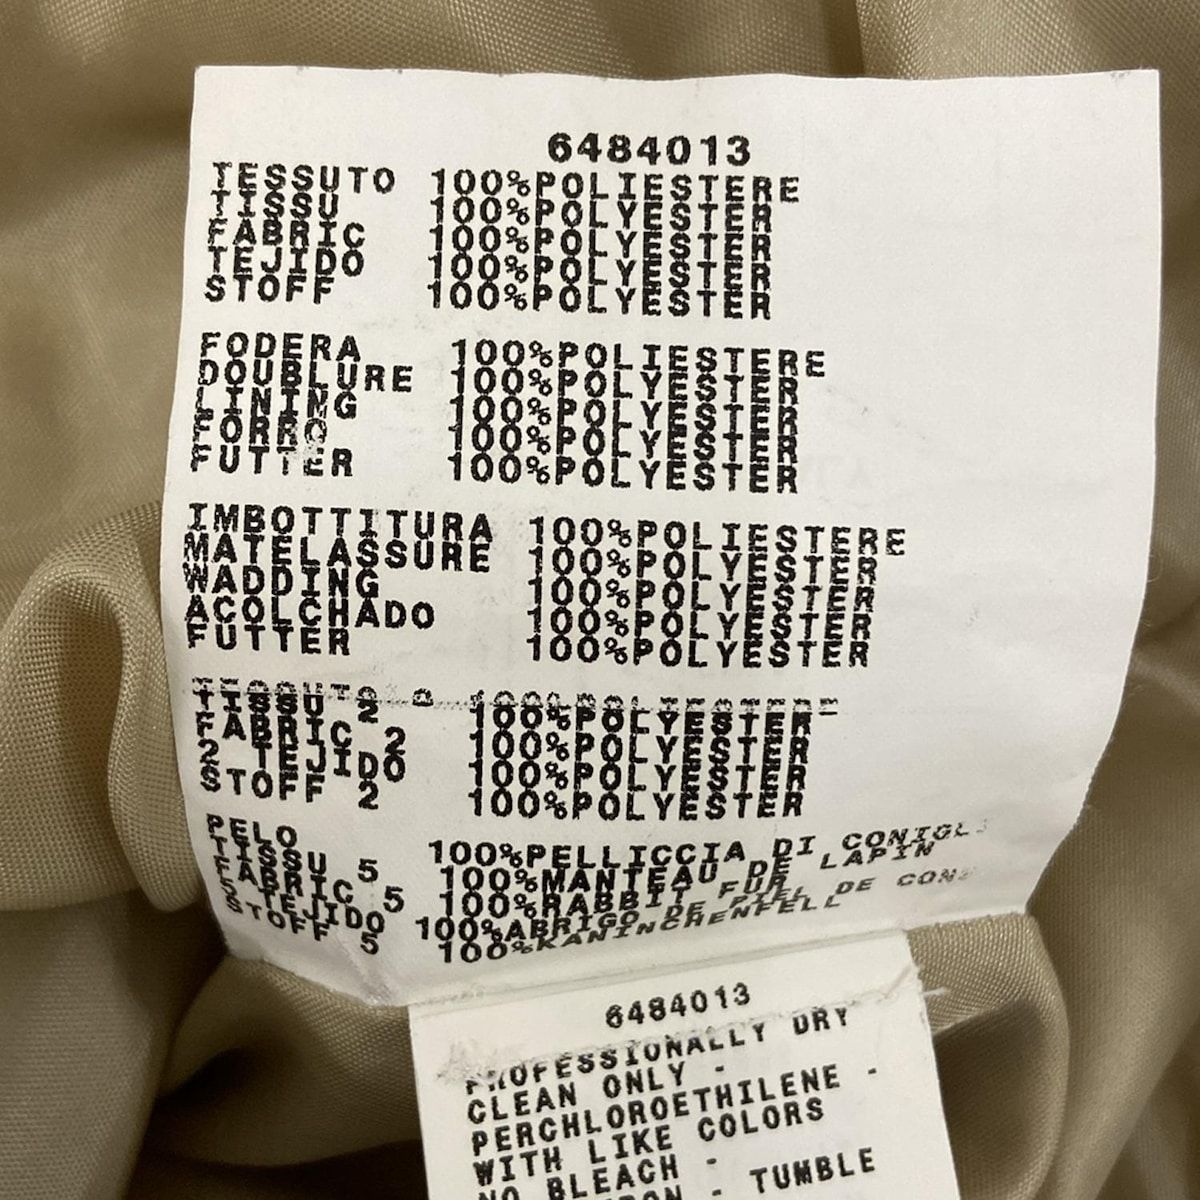 6484013
TESSUTO 100%POLIESTERE
TISSU 100%POLYESTER
FABRIC 100%POLYESTER
TEJIDO 100%POLYESTER
STOFF 100%POLYESTER
FODERA 100%POLIESTERE
DOUBLURE 100%POLYESTER
LINING 100%POLYESTER
FORRO 100%POLYESTER
FUTTER 100%POLYESTER
IMBOTTITURA 100%POLIESTERE
MATELASSURE 100%POLYESTER
WADDING 100%POLYESTER
ACOLCHADO 100%POLYESTER
FUTTER 100%POLYESTER
TESSUTO 2 100%POLIESTERE
TISSU 2 100%POLYESTER
FABRIC 2 100%POLYESTER
2 TEJIDO 100%POLYESTER
STOFF 2 100%POLYESTER
PELO 100%PELLICCIA DI
TISSU 5 100%MANTEAU DE LAPIN
FABRIC 5 100%RABBIT FUR
5 TEJIDO 100%ABRIGO DE PIEL DE
STOFF 5 100%KANINCHENFELL
6484013
PROFESSIONALLY DRY
CLEAN ONLY -
PERCHLOROETHILENE -
WITH LIKE COLORS
NO BLEACH -
- TUMBLE